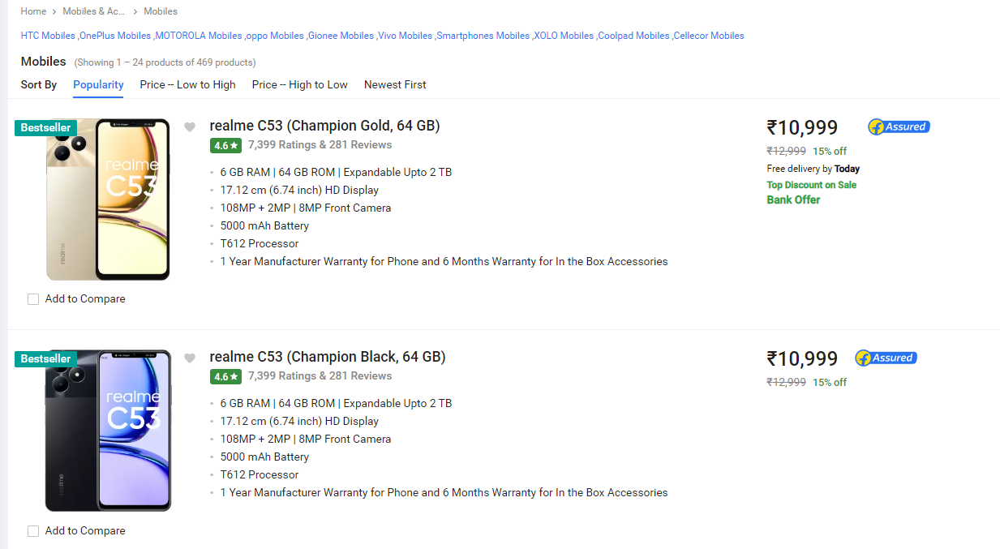 Home > Mobiles & Ac... > Mobiles
HTC Mobiles ,OnePlus Mobiles ,MOTOROLA Mobiles ,oppo Mobiles ,Gionee Mobiles ,Vivo Mobiles ,Smartphones Mobiles ,XOLO Mobiles ,Coolpad Mobiles ,Cellecor Mobiles
Mobiles (Showing 1 – 24 products of 469 products)
Sort By Popularity Price -- Low to High Price -- High to Low Newest First
Bestseller
realme
C53
realme
Add to Compare
realme C53 (Champion Gold, 64 GB)
4.6★ 7,399 Ratings & 281 Reviews
• 6 GB RAM | 64 GB ROM | Expandable Upto 2 TB
• 17.12 cm (6.74 inch) HD Display
• 108MP + 2MP | 8MP Front Camera
• 5000 mAh Battery
• T612 Processor
• 1 Year Manufacturer Warranty for Phone and 6 Months Warranty for In the Box Accessories
₹10,999 Assured
₹12,999 15% off
Free delivery by Today
Top Discount on Sale
Bank Offer
Bestseller
realme
C53
realme
Add to Compare
realme C53 (Champion Black, 64 GB)
4.6★ 7,399 Ratings & 281 Reviews
• 6 GB RAM | 64 GB ROM | Expandable Upto 2 TB
• 17.12 cm (6.74 inch) HD Display
• 108MP + 2MP | 8MP Front Camera
• 5000 mAh Battery
• T612 Processor
• 1 Year Manufacturer Warranty for Phone and 6 Months Warranty for In the Box Accessories
₹10,999 Assured
₹12,999 15% off